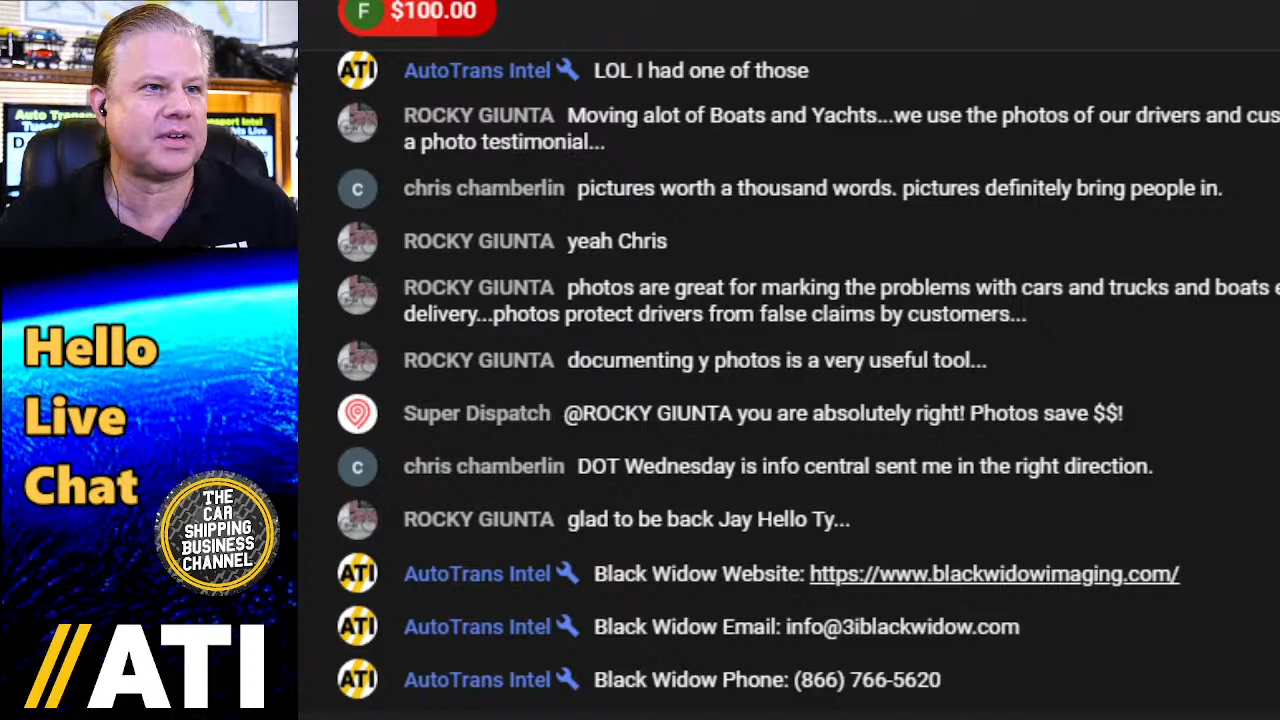 F $100.00
ATI AutoTrans Intel LOL I had one of those
ROCKY GIUNTA Moving alot of Boats and Yachts...we use the photos of our drivers and cus
a photo testimonial...
c chris chamberlin pictures worth a thousand words. pictures definitely bring people in.
ROCKY GIUNTA yeah Chris
ROCKY GIUNTA photos are great for marking the problems with cars and trucks and boats
delivery...photos protect drivers from false claims by customers...
ROCKY GIUNTA documenting y photos is a very useful tool...
Super Dispatch @ROCKY GIUNTA you are absolutely right! Photos save $$!
c chris chamberlin DOT Wednesday is info central sent me in the right direction.
ROCKY GIUNTA glad to be back Jay Hello Ty...
ATI AutoTrans Intel Black Widow Website: https://www.blackwidowimaging.com/
ATI AutoTrans Intel Black Widow Email: info@3iblackwidow.com
ATI AutoTrans Intel Black Widow Phone: (866) 766-5620
Auto Transport Intel
Hello
Live
Chat
THE
CAR
SHIPPING
BUSINESS
CHANNEL
//ATI